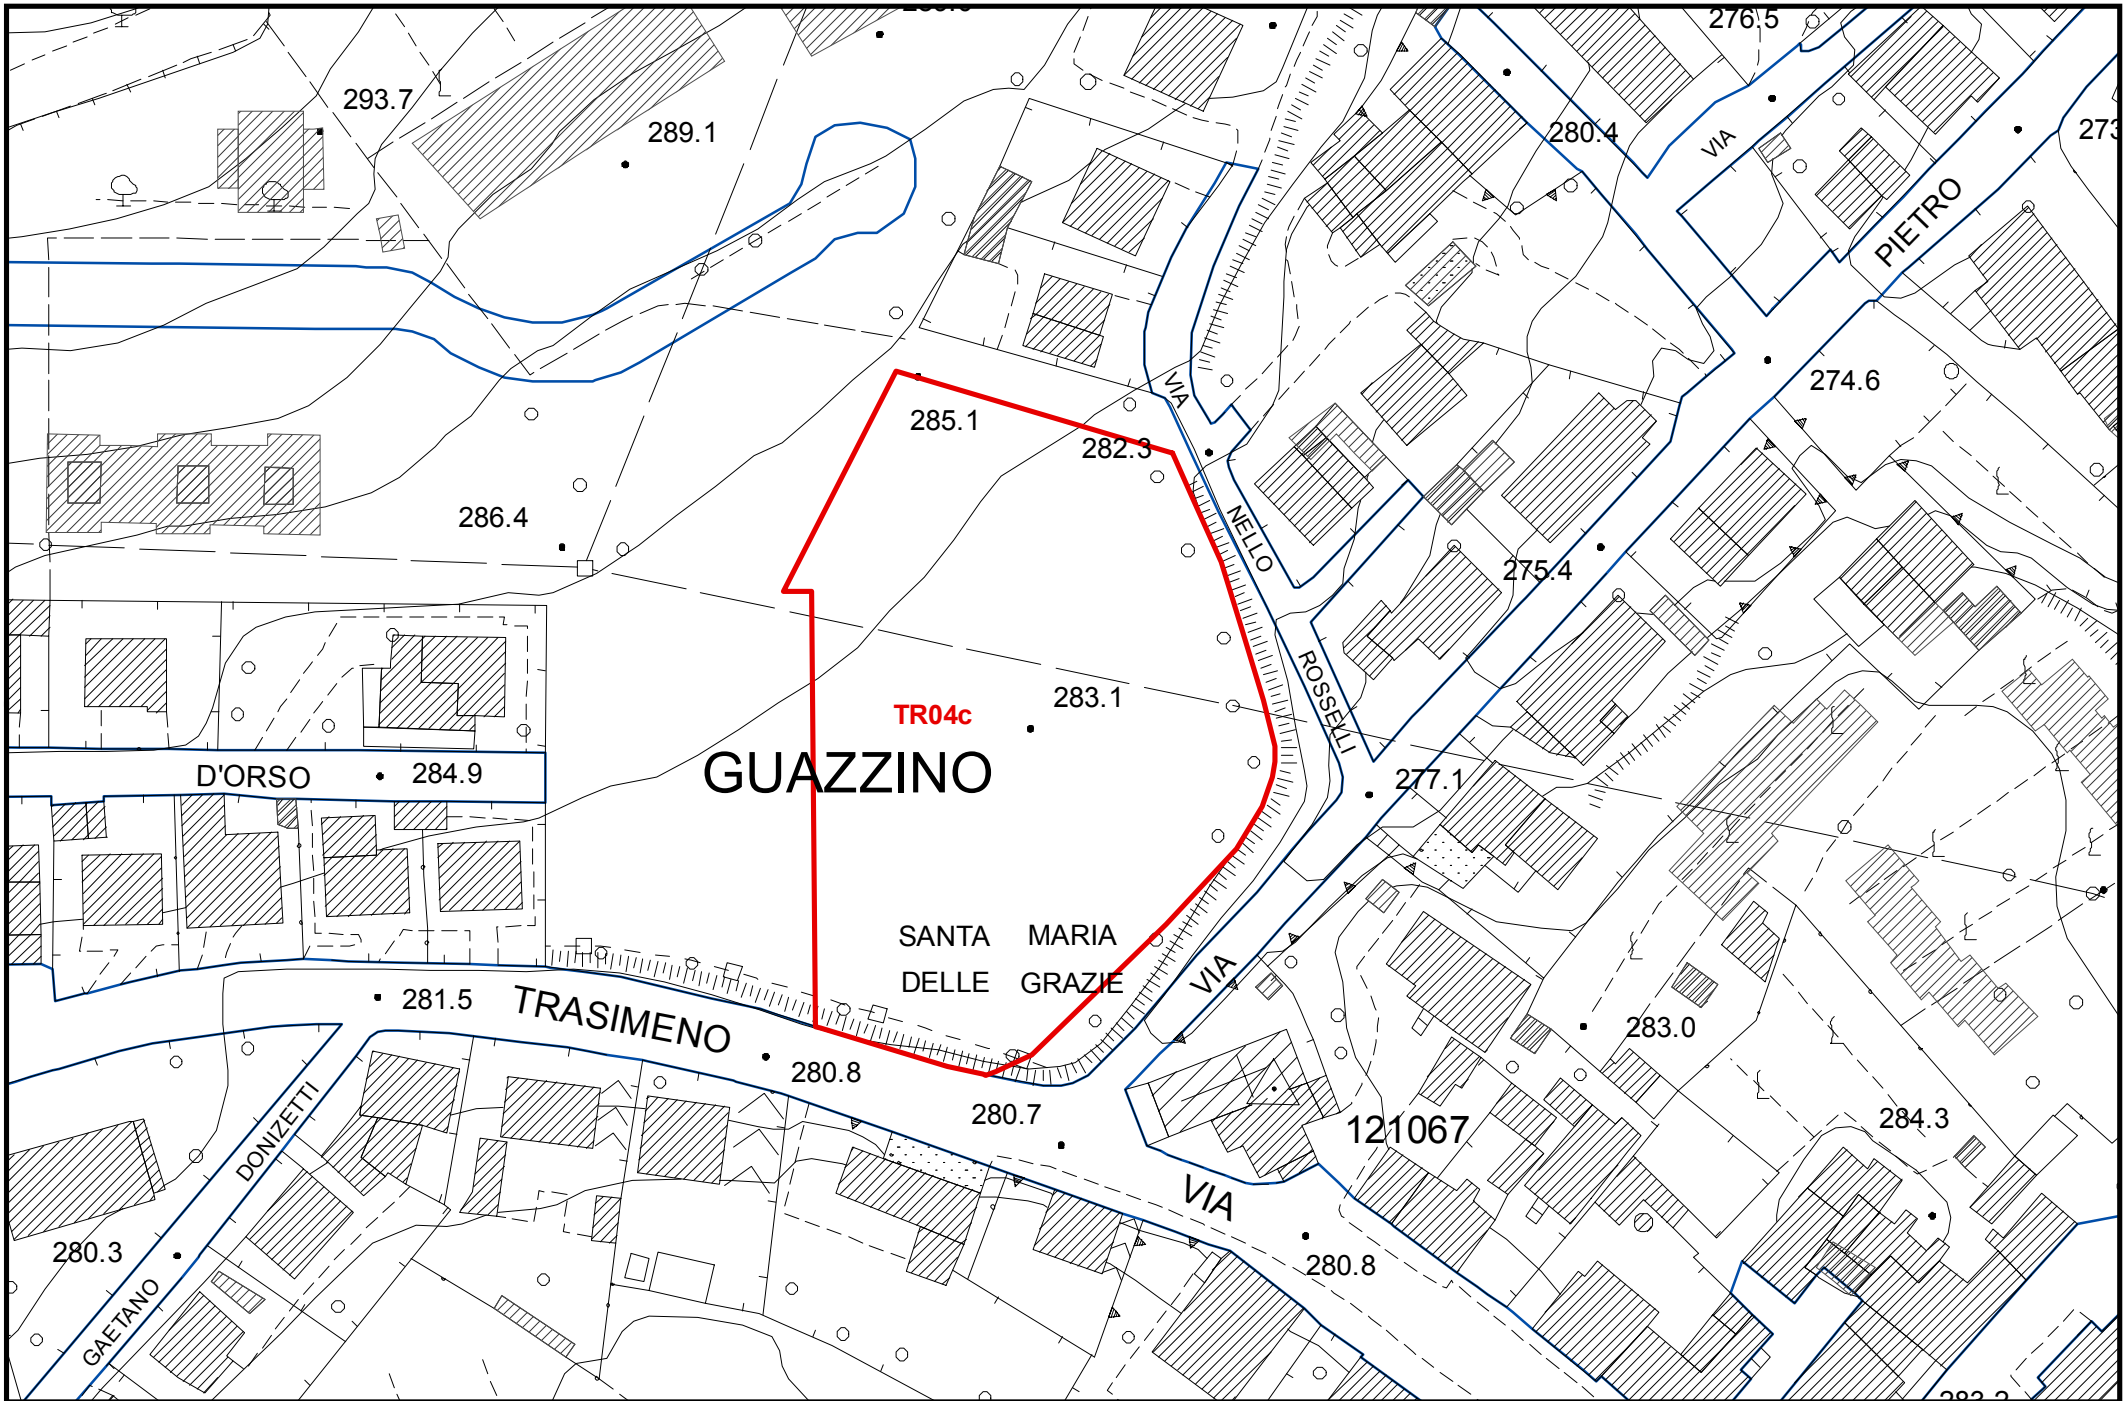 276.5
293.7
289.1
280.4
VIA
273
PIETRO
274.6
VIA
285.1
282.3
286.4
NELLO
275.4
ROSSELLI
283.1
TR04c
GUAZZINO
D'ORSO
284.9
277.1
SANTA MARIA
DELLE GRAZIE
VIA
281.5
TRASIMENO
283.0
280.8
280.7
121067
284.3
DONIZETTI
VIA
280.3
280.8
GAETANO